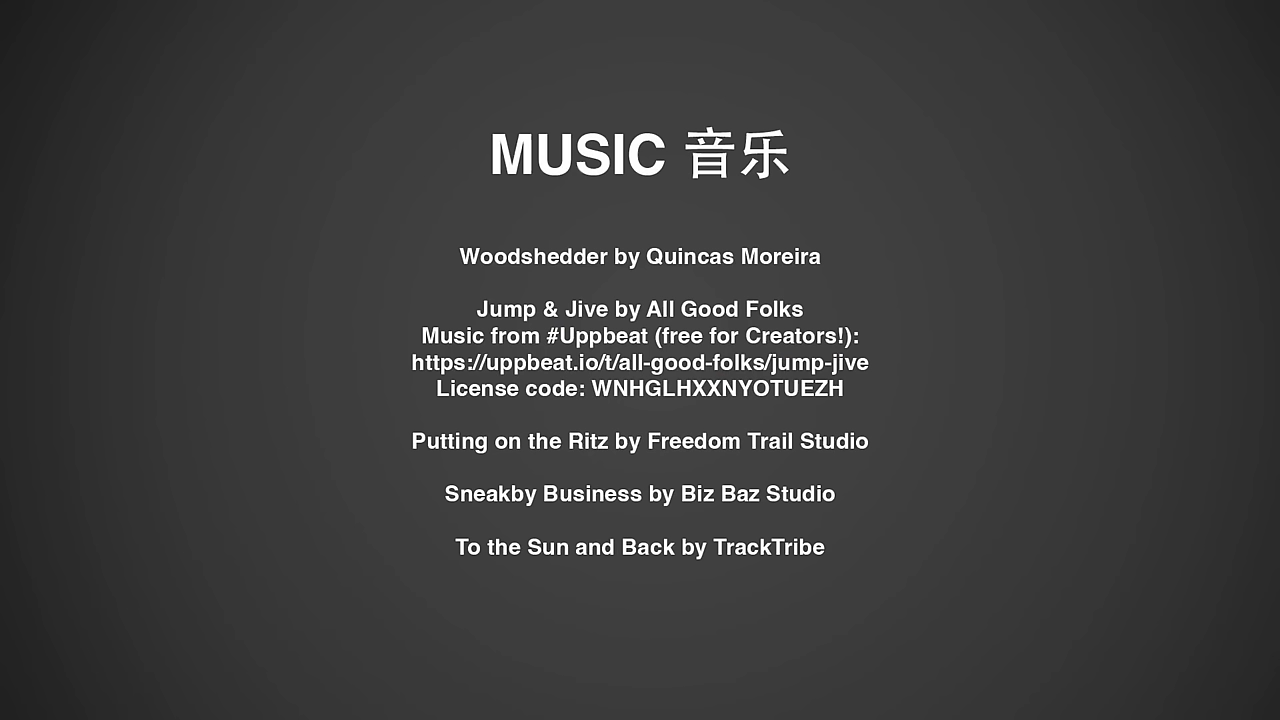 MUSIC 音乐
Woodshedder by Quincas Moreira
Jump & Jive by All Good Folks
Music from #Uppbeat (free for Creators!):
https://uppbeat.io/t/all-good-folks/jump-jive
License code: WNHGLHXXNYOTUEZH
Putting on the Ritz by Freedom Trail Studio
Sneakby Business by Biz Baz Studio
To the Sun and Back by TrackTribe